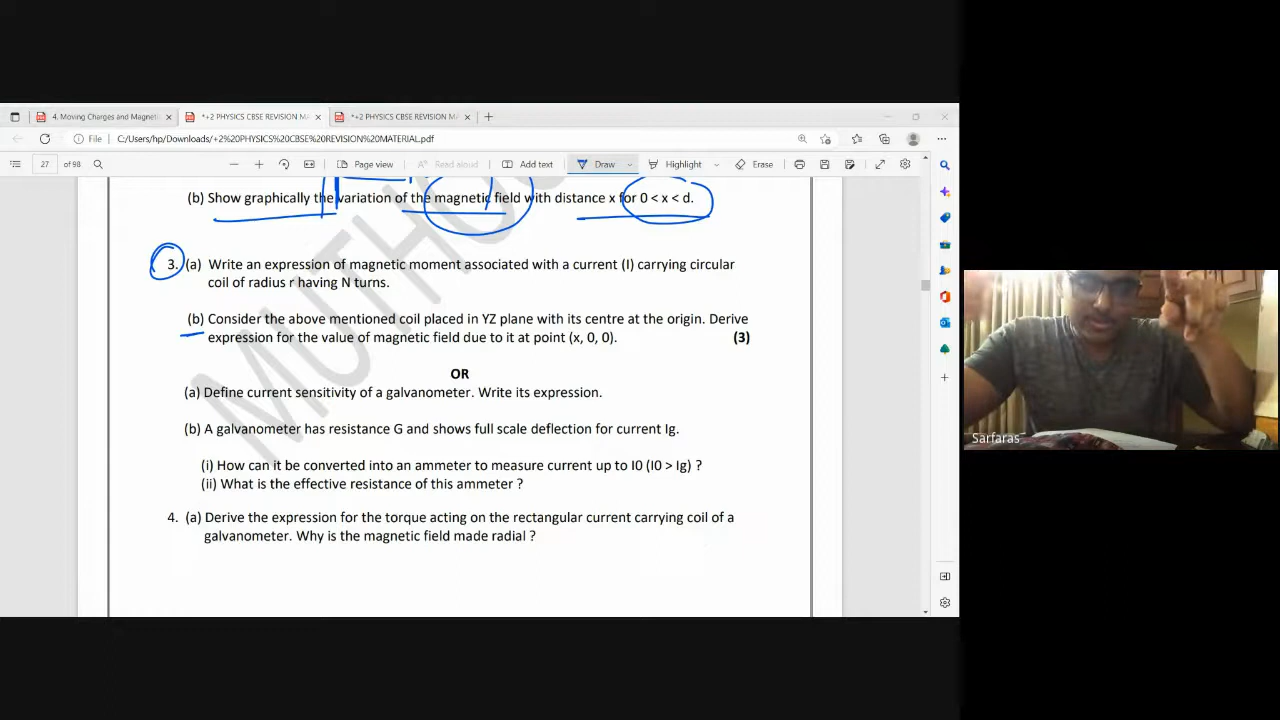 4. Moving Charges and Magneti
*+2 PHYSICS CBSE REVISION MA
*+2 PHYSICS CBSE REVISION MA
File
C:/Users/hp/Downloads/+2%20PHYSICS%20CBSE%20REVISION%20MATERIAL.pdf
27 of 98
Page view
Read aloud
Add text
Draw
Highlight
Erase
(b) Show graphically the variation of the magnetic field with distance x for 0 < x < d.
3. (a) Write an expression of magnetic moment associated with a current (I) carrying circular
coil of radius r having N turns.
(b) Consider the above mentioned coil placed in YZ plane with its centre at the origin. Derive
expression for the value of magnetic field due to it at point (x, 0, 0). (3)
OR
(a) Define current sensitivity of a galvanometer. Write its expression.
(b) A galvanometer has resistance G and shows full scale deflection for current Ig.
(i) How can it be converted into an ammeter to measure current up to I0 (I0 > Ig) ?
(ii) What is the effective resistance of this ammeter ?
4. (a) Derive the expression for the torque acting on the rectangular current carrying coil of a
galvanometer. Why is the magnetic field made radial ?
Sarfaras